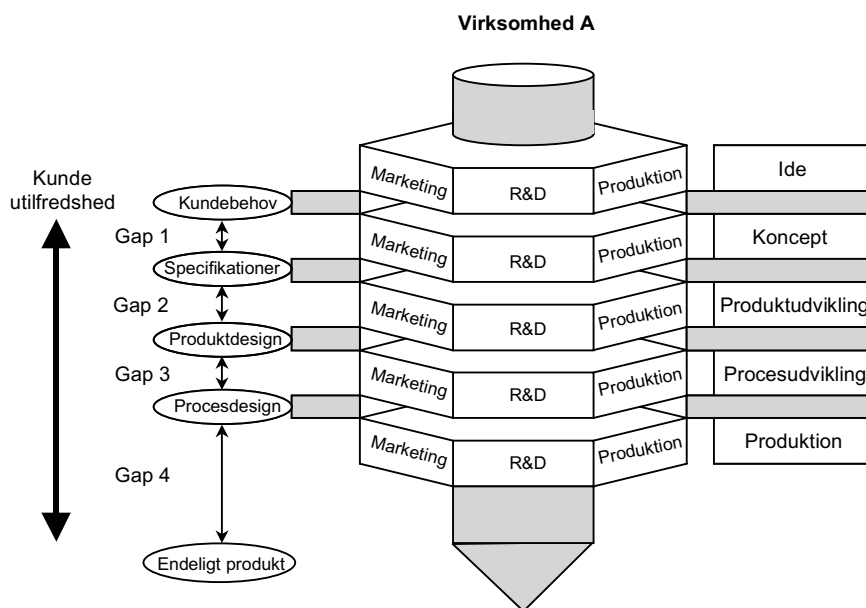 Virksomhed A
Kunde
utilfredshed
Kundebehov
Gap 1
Specifikationer
Gap 2
Produktdesign
Gap 3
Procesdesign
Gap 4
Endeligt produkt
Marketing
R&D
Produktion
Ide
Marketing
R&D
Produktion
Koncept
Marketing
R&D
Produktion
Produktudvikling
Marketing
R&D
Produktion
Procesudvikling
Marketing
R&D
Produktion
Produktion